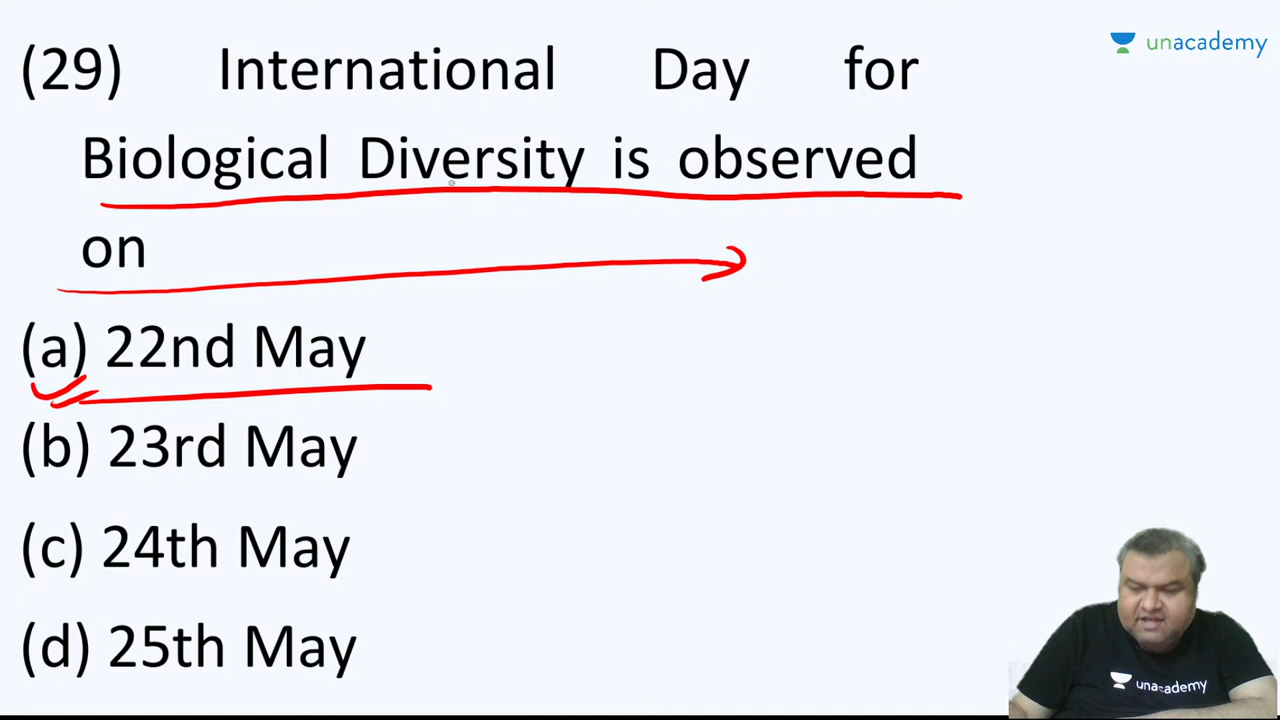 unacademy
(29) International Day for
Biological Diversity is observed
on
(a) 22nd May
(b) 23rd May
(c) 24th May
(d) 25th May
unacademy